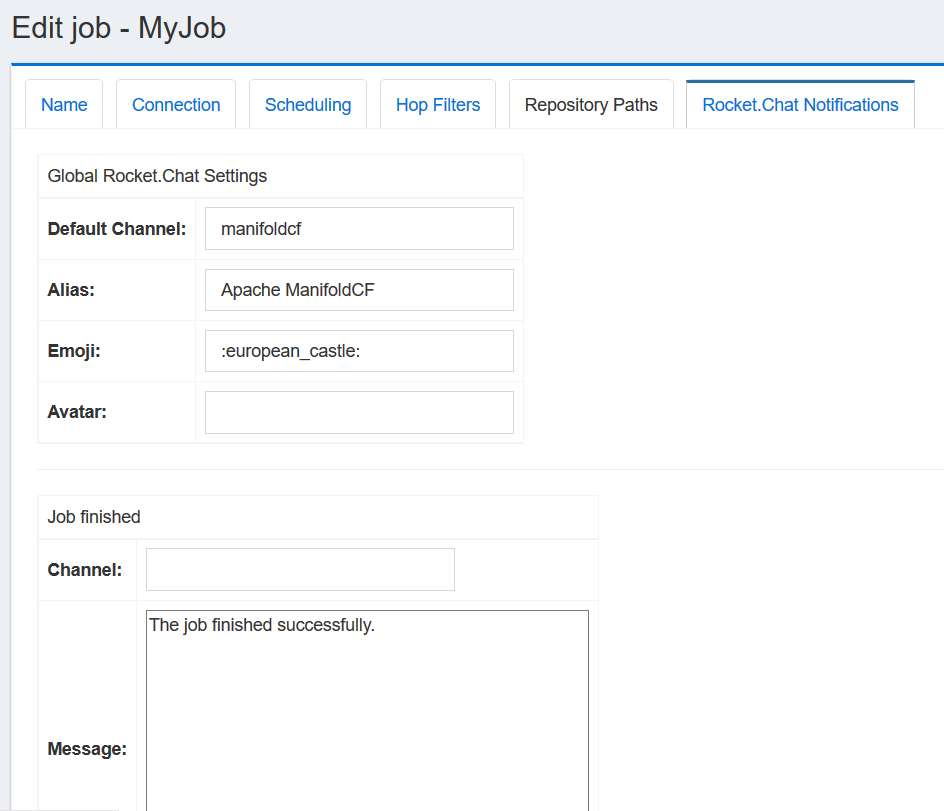 Edit job - MyJob
Name Connection Scheduling Hop Filters Repository Paths Rocket.Chat Notifications
Global Rocket.Chat Settings
Default Channel: manifoldcf
Alias: Apache ManifoldCF
Emoji: :european_castle:
Avatar:
Job finished
Channel:
The job finished successfully.
Message: